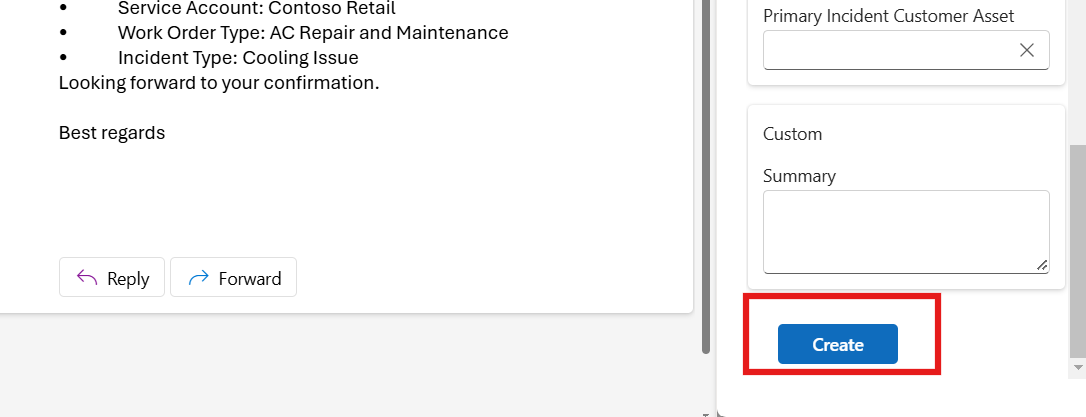 • Service Account: Contoso Retail
• Work Order Type: AC Repair and Maintenance
• Incident Type: Cooling Issue
Looking forward to your confirmation.
Best regards
Reply
Forward
Primary Incident Customer Asset
Custom
Summary
Create